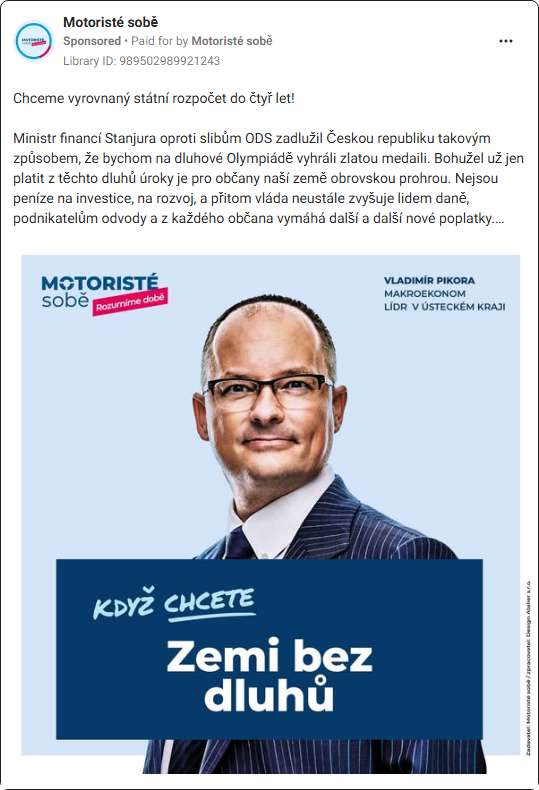 Motoristé sobě
Sponsored • Paid for by Motoristé sobě
Library ID: 989502989921243
Chceme vyrovnaný státní rozpočet do čtyř let!
Ministr financí Stanjura oproti slibům ODS zadlužil Českou republiku takovým
způsobem, že bychom na dluhové Olympiádě vyhráli zlatou medaili. Bohužel už jen
platit z těchto dluhů úroky je pro občany naší země obrovskou prohrou. Nejsou
peníze na investice, na rozvoj, a přitom vláda neustále zvyšuje lidem daně,
podnikatelům odvody a z každého občana vymáhá další a další nové poplatky....
MOTORISTÉ
sobě Rozumíme době
VLADIMÍR PIKORA
MAKROEKONOM
LÍDR V ÚSTECKÉM KRAJI
KDYŽ CHCETE
Zemi bez
dluhů
Zadavatel: Motoristé sobě / zpracovatel: Design Atelier s.r.o.